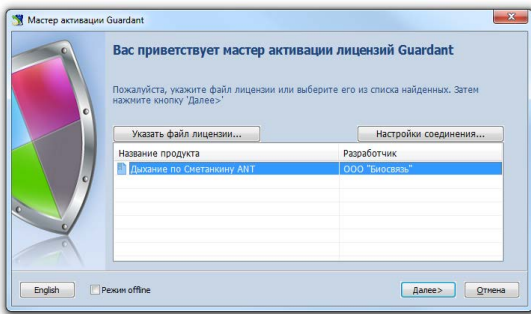 Мастер активации Guardant
Вас приветствует мастер активации лицензий Guardant
Пожалуйста, укажите файл лицензии или выберите его из списка найденных. Затем
нажмите кнопку 'Далее>'
Указать файл лицензии... Настройки соединения...
Название продукта Разработчик
Дыхание по Сметанкину ANT ООО "Биосвязь"
English Режим offline Далее> Отмена